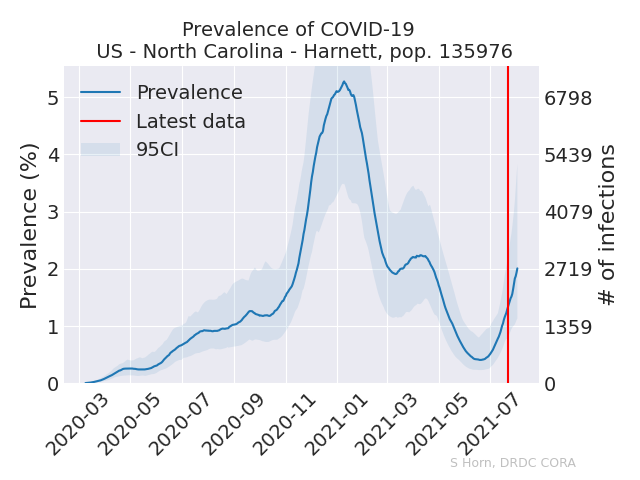 Prevalence of COVID-19
US - North Carolina - Harnett, pop. 135976
Prevalence
Latest data
95CI
Prevalence (%)
5
4
3
2
1
0
6798
5439
4079
2719
1359
0
# of infections
2020-03
2020-05
2020-07
2020-09
2020-11
2021-01
2021-03
2021-05
2021-07
S Horn, DRDC CORA